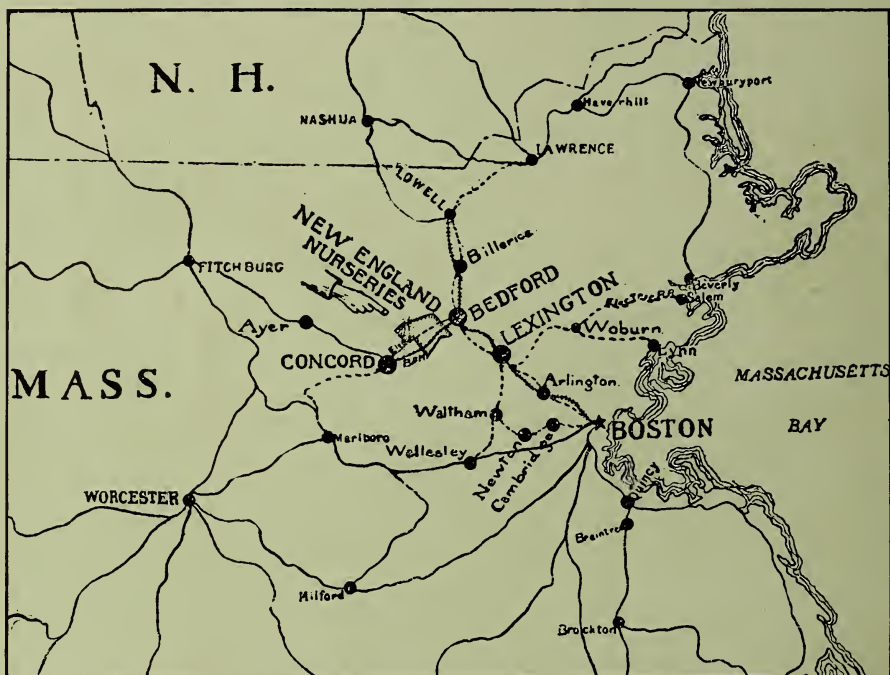 N. H.
Newburyport
Haverhill
NASHUA
LAWRENCE
LOWELL
NEW ENGLAND
NURSERIES
Billerica
FITCHBURG
BEDFORD
Beverly
Salem
Electric R.R.
LEXINGTON
Woburn
Ayer
Lynn
CONCORD
MASSACHUSETTS
BAY
MASS.
Arlington.
Waltham
BOSTON
Marlboro
Wellesley
Newton
Cambridge
WORCESTER
Quincy
Braintre
Milford
Brockton